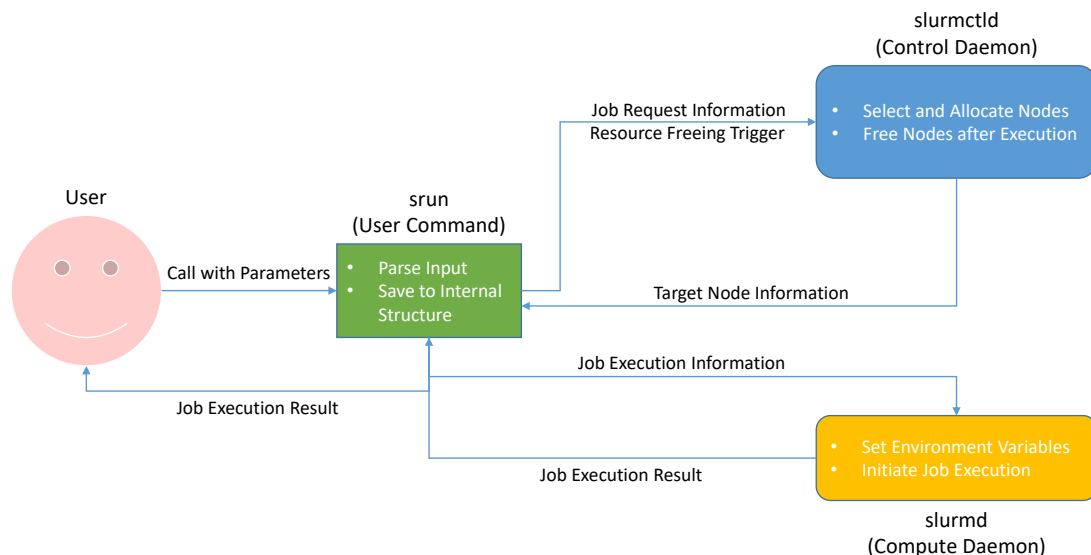 slurmctld
(Control Daemon)
Job Request Information
Resource Freeing Trigger
• Select and Allocate Nodes
• Free Nodes after Execution
User
srun
(User Command)
Call with Parameters
• Parse Input
• Save to Internal
Structure
Target Node Information
Job Execution Information
Job Execution Result
Job Execution Result
• Set Environment Variables
• Initiate Job Execution
slurmd
(Compute Daemon)